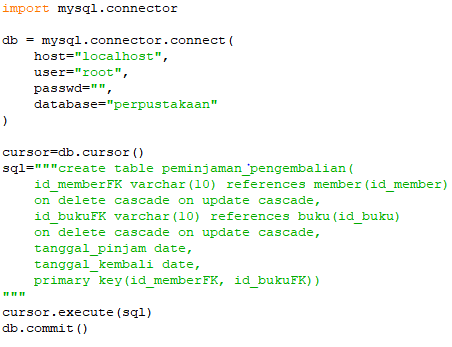 import mysql.connector
db = mysql.connector.connect(
host="localhost",
user="root",
passwd="",
database="perpustakaan"
)
cursor=db.cursor()
sql="""create table peminjaman_pengembalian(
id_memberFK varchar(10) references member(id_member)
on delete cascade on update cascade,
id_bukuFK varchar(10) references buku(id_buku)
on delete cascade on update cascade,
tanggal_pinjam date,
tanggal_kembali date,
primary key(id_memberFK, id_bukuFK))
"""
cursor.execute(sql)
db.commit()